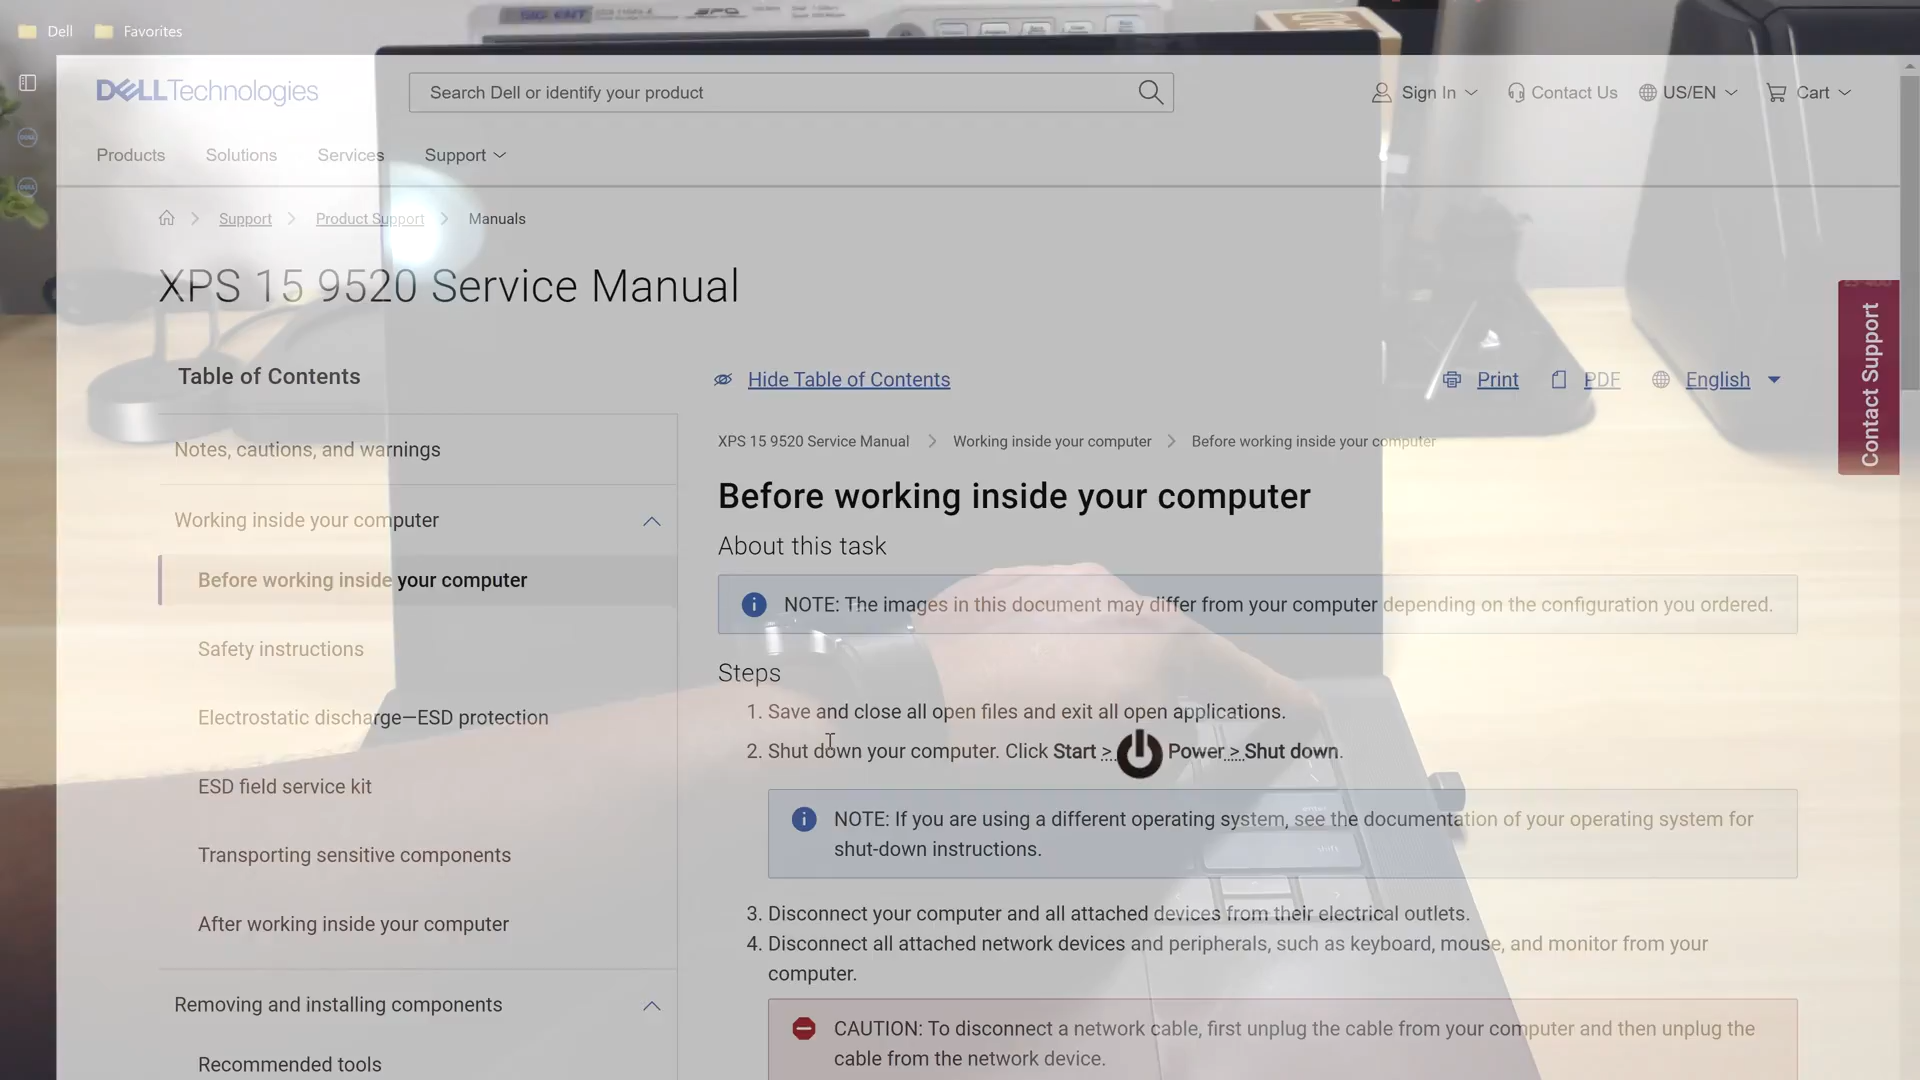 Dell
Favorites
DELLTechnologies
Search Dell or identify your product
Sign In
Contact Us
US/EN
Cart
Products
Solutions
Services
Support
Support
Product Support
Manuals
XPS 15 9520 Service Manual
Contact Support
Table of Contents
Notes, cautions, and warnings
Working inside your computer
Before working inside your computer
Safety instructions
Electrostatic discharge—ESD protection
ESD field service kit
Transporting sensitive components
After working inside your computer
Removing and installing components
Recommended tools
Hide Table of Contents
Print
PDF
English
XPS 15 9520 Service Manual > Working inside your computer > Before working inside your computer
Before working inside your computer
About this task
NOTE: The images in this document may differ from your computer depending on the configuration you ordered.
Steps
1. Save and close all open files and exit all open applications.
2. Shut down your computer. Click Start > Power > Shut down.
NOTE: If you are using a different operating system, see the documentation of your operating system for
shut-down instructions.
3. Disconnect your computer and all attached devices from their electrical outlets.
4. Disconnect all attached network devices and peripherals, such as keyboard, mouse, and monitor from your
computer.
CAUTION: To disconnect a network cable, first unplug the cable from your computer and then unplug the
cable from the network device.